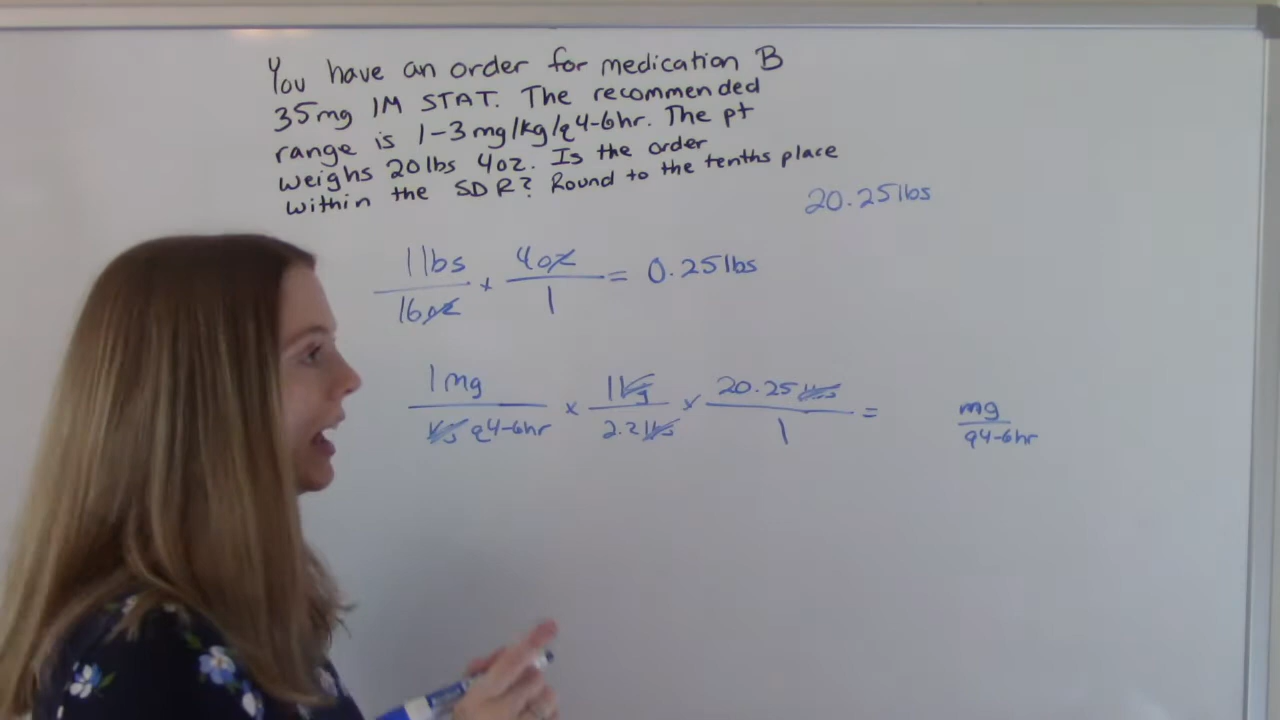 You have an order for medication B
35mg IM STAT. The recommended
range is 1-3mg/kg/q4-6hr. The pt
weighs 20lbs 4oz. Is the order
within the SDR? Round to the tenths place
20.25lbs
1lbs / 16oz x 4oz / 1 = 0.25lbs
1mg / kg q4-6hr x 1kg / 2.2lbs x 20.25lbs / 1 = mg / q4-6hr